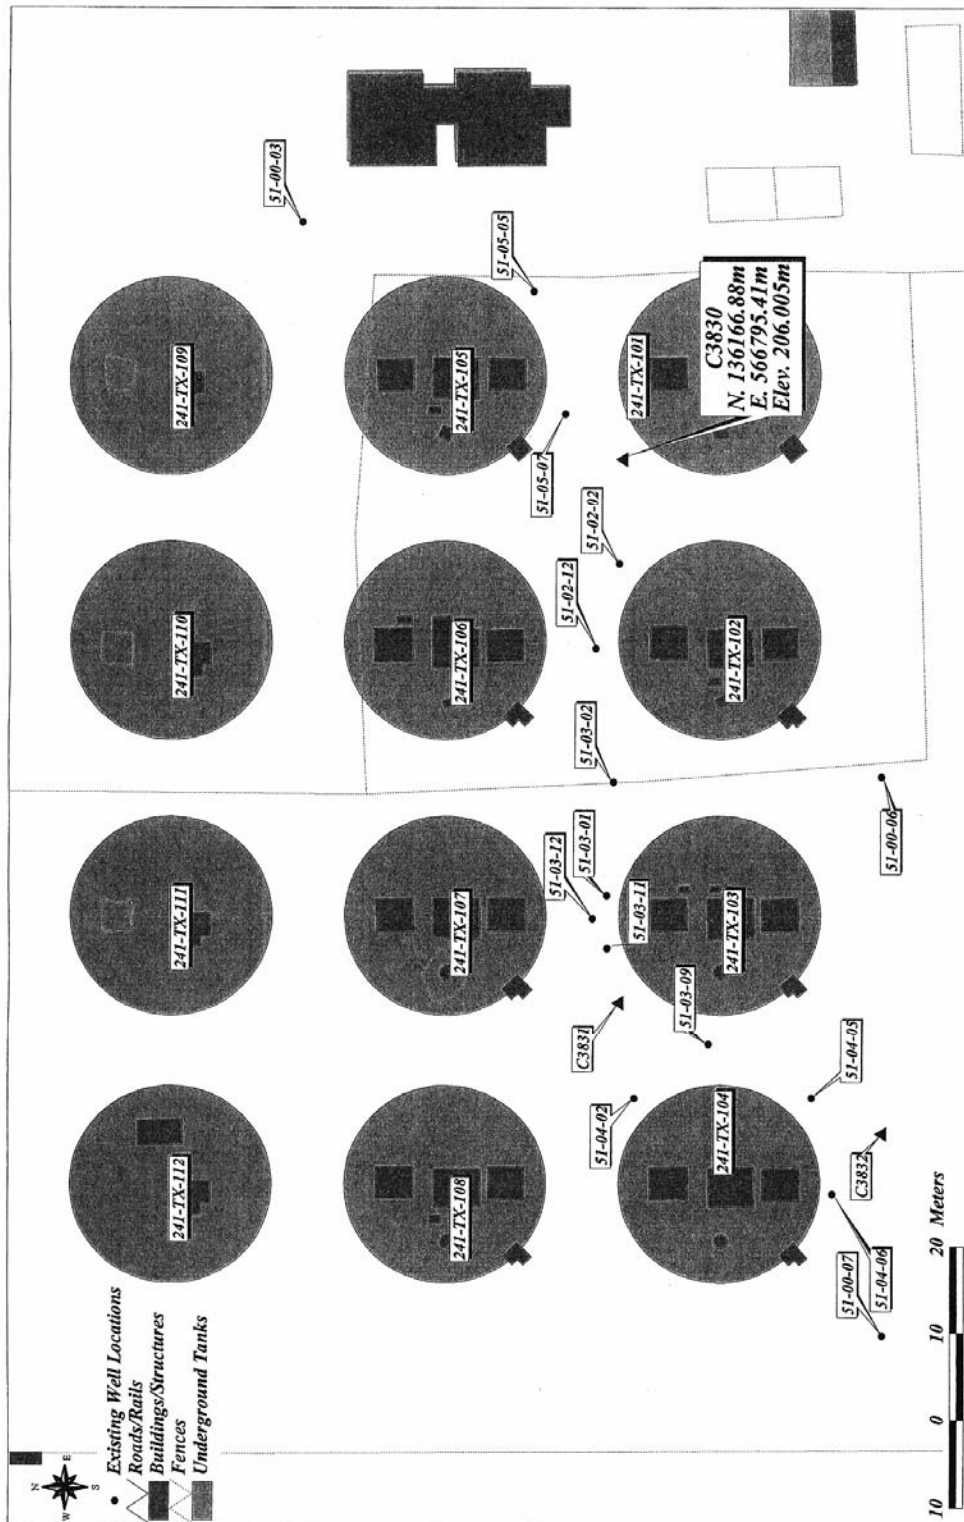 N
W
E
S
Existing Well Locations
Roads/Rails
Buildings/Structures
Fences
Underground Tanks
241-TX-112
241-TX-111
241-TX-110
241-TX-109
51-00-03
241-TX-108
241-TX-107
241-TX-106
241-TX-105
51-05-05
51-05-07
51-03-12
51-02-12
51-03-02
51-03-01
51-02-02
C3831
51-04-02
51-03-11
241-TX-101
51-03-09
241-TX-104
241-TX-103
241-TX-102
C3830
N. 136166.88m
E. 566795.41m
Elev. 206.005m
51-00-07
51-04-06
C3832
51-04-05
51-00-06
10
0
10
20
Meters